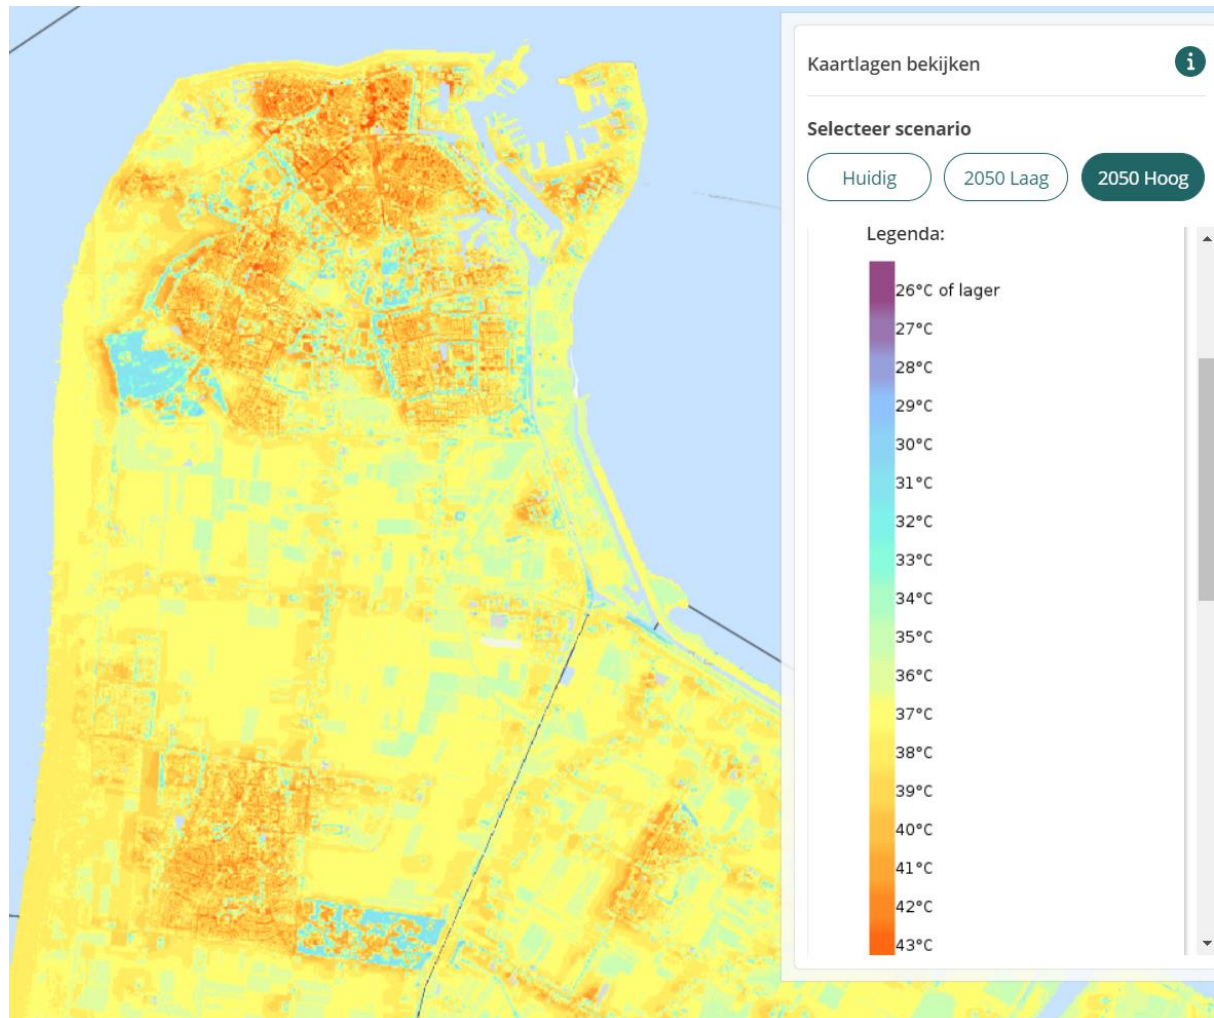 Kaartlagen bekijken
i
Selecteer scenario
Huidig
2050 Laag
2050 Hoog
Legenda:
26°C of lager
27°C
28°C
29°C
30°C
31°C
32°C
33°C
34°C
35°C
36°C
37°C
38°C
39°C
40°C
41°C
42°C
43°C